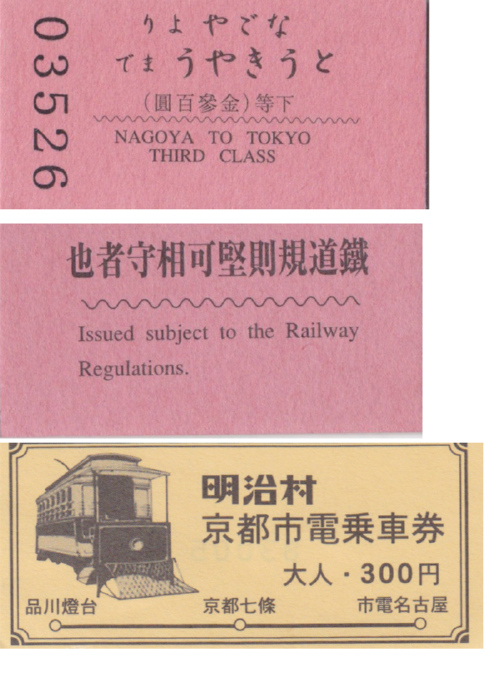 03526
なごやより
とうきやうまで
下等(金參百圓)
NAGOYA TO TOKYO
THIRD CLASS
鐵道規則堅可相守者也
Issued subject to the Railway
Regulations.
明治村
京都市電乗車券
大人・300円
品川燈台 京都七條 市電名古屋